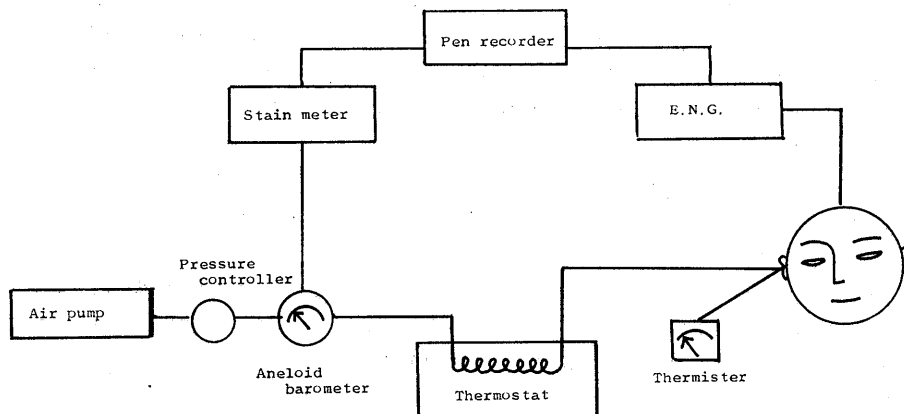 Pen recorder
Stain meter
E.N.G.
Pressure
controller
Air pump
Aneloid
barometer
Thermostat
Thermister